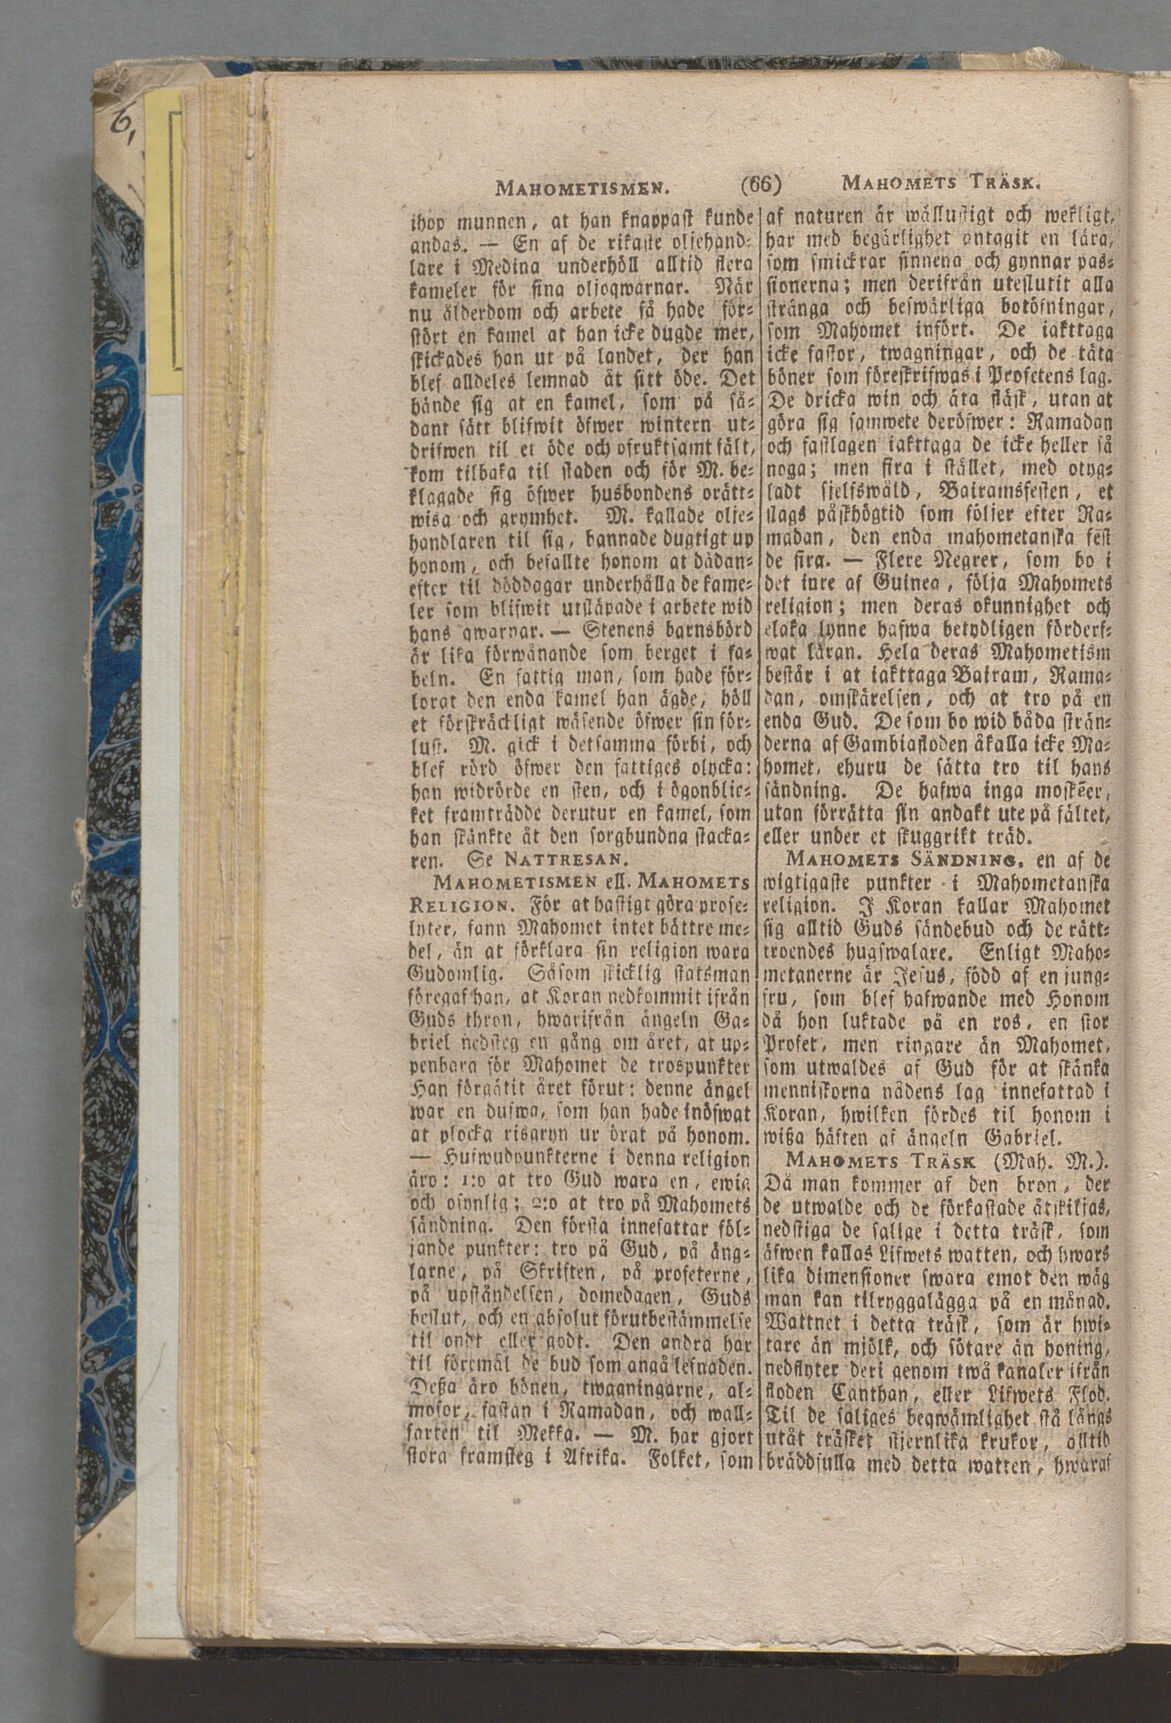 6,
MAHOMETISMEN. (66) MAHOMETS TRÄSK.
ihop munnen, at han knappast kunde
andas. — En af de rikaste oljehand-
lare i Medina underhöll alltid flera
kameler för sina oljoqwarnar. När
nu ålderdom och arbete så hade för-
stört en kamel at han icke dugde mer,
skickades han ut på landet, der han
blef alldeles lemnad åt sitt öde. Det
hände sig at en kamel, som på så-
dant sätt blifwit öfwer wintern ut-
drifwen til et öde och ofruktsamt fält,
kom tilbaka til staden och för M. be-
klagade sig öfwer husbondens orätt-
wisa och grymhet. M. kallade olje-
handlaren til sig, bannade dugtigt up
honom, och befallte honom at dådan-
efter til döddagar underhålla de kame-
ler som blifwit utsläpade i arbete wid
hans qwarnar. — Stenens barnsbörd
är lika förwånande som berget i fa-
beln. En fattig man, som hade för-
lorat den enda kamel han ägde, höll
et förskräckligt wäsende öfwer sin för-
lust. M. gick i detsamma förbi, och
blef rörd öfwer den fattiges olycka:
han widrörde en sten, och i ögonblic-
ket framträdde derutur en kamel, som
han skänkte åt den sorgbundna stacka-
ren. Se NATTRESAN.
MAHOMETISMEN ell. MAHOMETS
RELIGION. För at hastigt göra prose-
lyter, fann Mahomet intet bättre me-
del, än at förklara sin religion wara
Gudomlig. Såsom skicklig statsman
föregaf han, at Koran nedkommit ifrån
Guds thron, hwarifrån ängeln Ga-
briel nedsteg en gång om året, at up-
penbara för Mahomet de trospunkter
Han förgätit året förut: denne ängel
war en dufwa, som han hade inöfwat
at plocka risgryn ur örat på honom.
— Hufwudpunkterne i denna religion
äro: 1:o at tro Gud wara en, ewig
och osynlig; 2:o at tro på Mahomets
sändning. Den första innefattar föl-
jande punkter: tro på Gud, på äng-
larne, på Skriften, på profeterne,
på upståndelsen, domedagen, Guds
beslut, och en absolut förutbestämmelse
til ondt eller godt. Den andra har
til föremål de bud som angå lefnaden.
Deßa äro bönen, twagningarne, al-
mosor, fastan i Ramadan, och wall-
farten til Mekka. — M. har gjort
stora framsteg i Afrika. Folket, som
af naturen är wällustigt och wekligt,
har med begärlighet antagit en lära,
som smickrar sinnena och gynnar pas-
sionerna; men derifrån uteslutit alla
stränga och beswärliga botöfningar,
som Mahomet infört. De iakttaga
icke fastor, twagningar, och de täta
böner som föreskrifwas i Profetens lag.
De dricka win och äta fläsk, utan at
göra sig samwete deröfwer: Ramadan
och fastlagen iakttaga de icke heller så
noga; men fira i stället, med otyg-
ladt sjelfswåld, Bairamsfesten, et
slags påskhögtid som följer efter Ra-
madan, den enda mahometanska fest
de fira. — Flere Negrer, som bo i
det inre af Guinea, följa Mahomets
religion; men deras okunnighet och
elaka lynne hafwa betydligen förderf-
wat läran. Hela deras Mahometism
består i at iakttaga Bairam, Rama-
dan, omskärelsen, och at tro på en
enda Gud. De som bo wid båda strän-
derna af Gambiafloden åkalla icke Ma-
homet, ehuru de sätta tro til hans
sändning. De hafwa inga moskéer,
utan förrätta sin andakt ute på fältet,
eller under et skuggrikt träd.
MAHOMETS SÄNDNING, en af de
wigtigaste punkter i Mahometanska
religion. I Koran kallar Mahomet
sig alltid Guds sändebud och de rätt-
troendes hugswalare. Enligt Maho-
metanerne är Jesus, född af en jung-
fru, som blef hafwande med Honom
då hon luktade på en ros, en stor
Profet, men ringare än Mahomet,
som utwaldes af Gud för at skänka
menniskorna nådens lag innefattad i
Koran, hwilken fördes til honom i
wißa häften af ängeln Gabriel.
MAHOMETS TRÄSK (Mah. M.).
Då man kommer af den bron, der
de utwalde och de förkastade åtskiljas,
nedstiga de salige i detta träsk, som
äfwen kallas Lifwets watten, och hwars
lika dimensioner swara emot den wäg
man kan tilryggalägga på en månad.
Wattnet i detta träsk, som är hwi-
tare än mjölk, och sötare än honing,
nedflyter deri genom twå kanaler ifrån
floden Canthan, eller Lifwets Flod.
Til de saliges beqwämlighet stå längs
utåt träsket stjernlika krukor, alltid
bräddfulla med detta watten, hwaraf